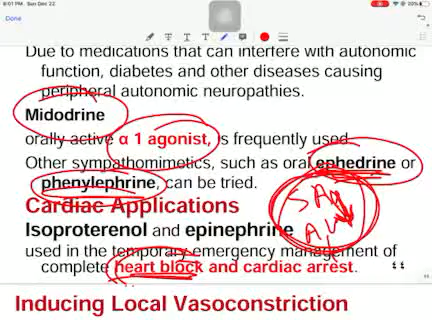 8:01 PM Sun Dec 22
20%
Done
Due to medications that can interfere with autonomic
function, diabetes and other diseases causing
peripheral autonomic neuropathies.
Midodrine
orally active α 1 agonist, is frequently used.
Other sympathomimetics, such as oral ephedrine or
phenylephrine, can be tried.
Cardiac Applications
Isoproterenol and epinephrine
used in the temporary emergency management of
complete heart block and cardiac arrest.
Inducing Local Vasoconstriction